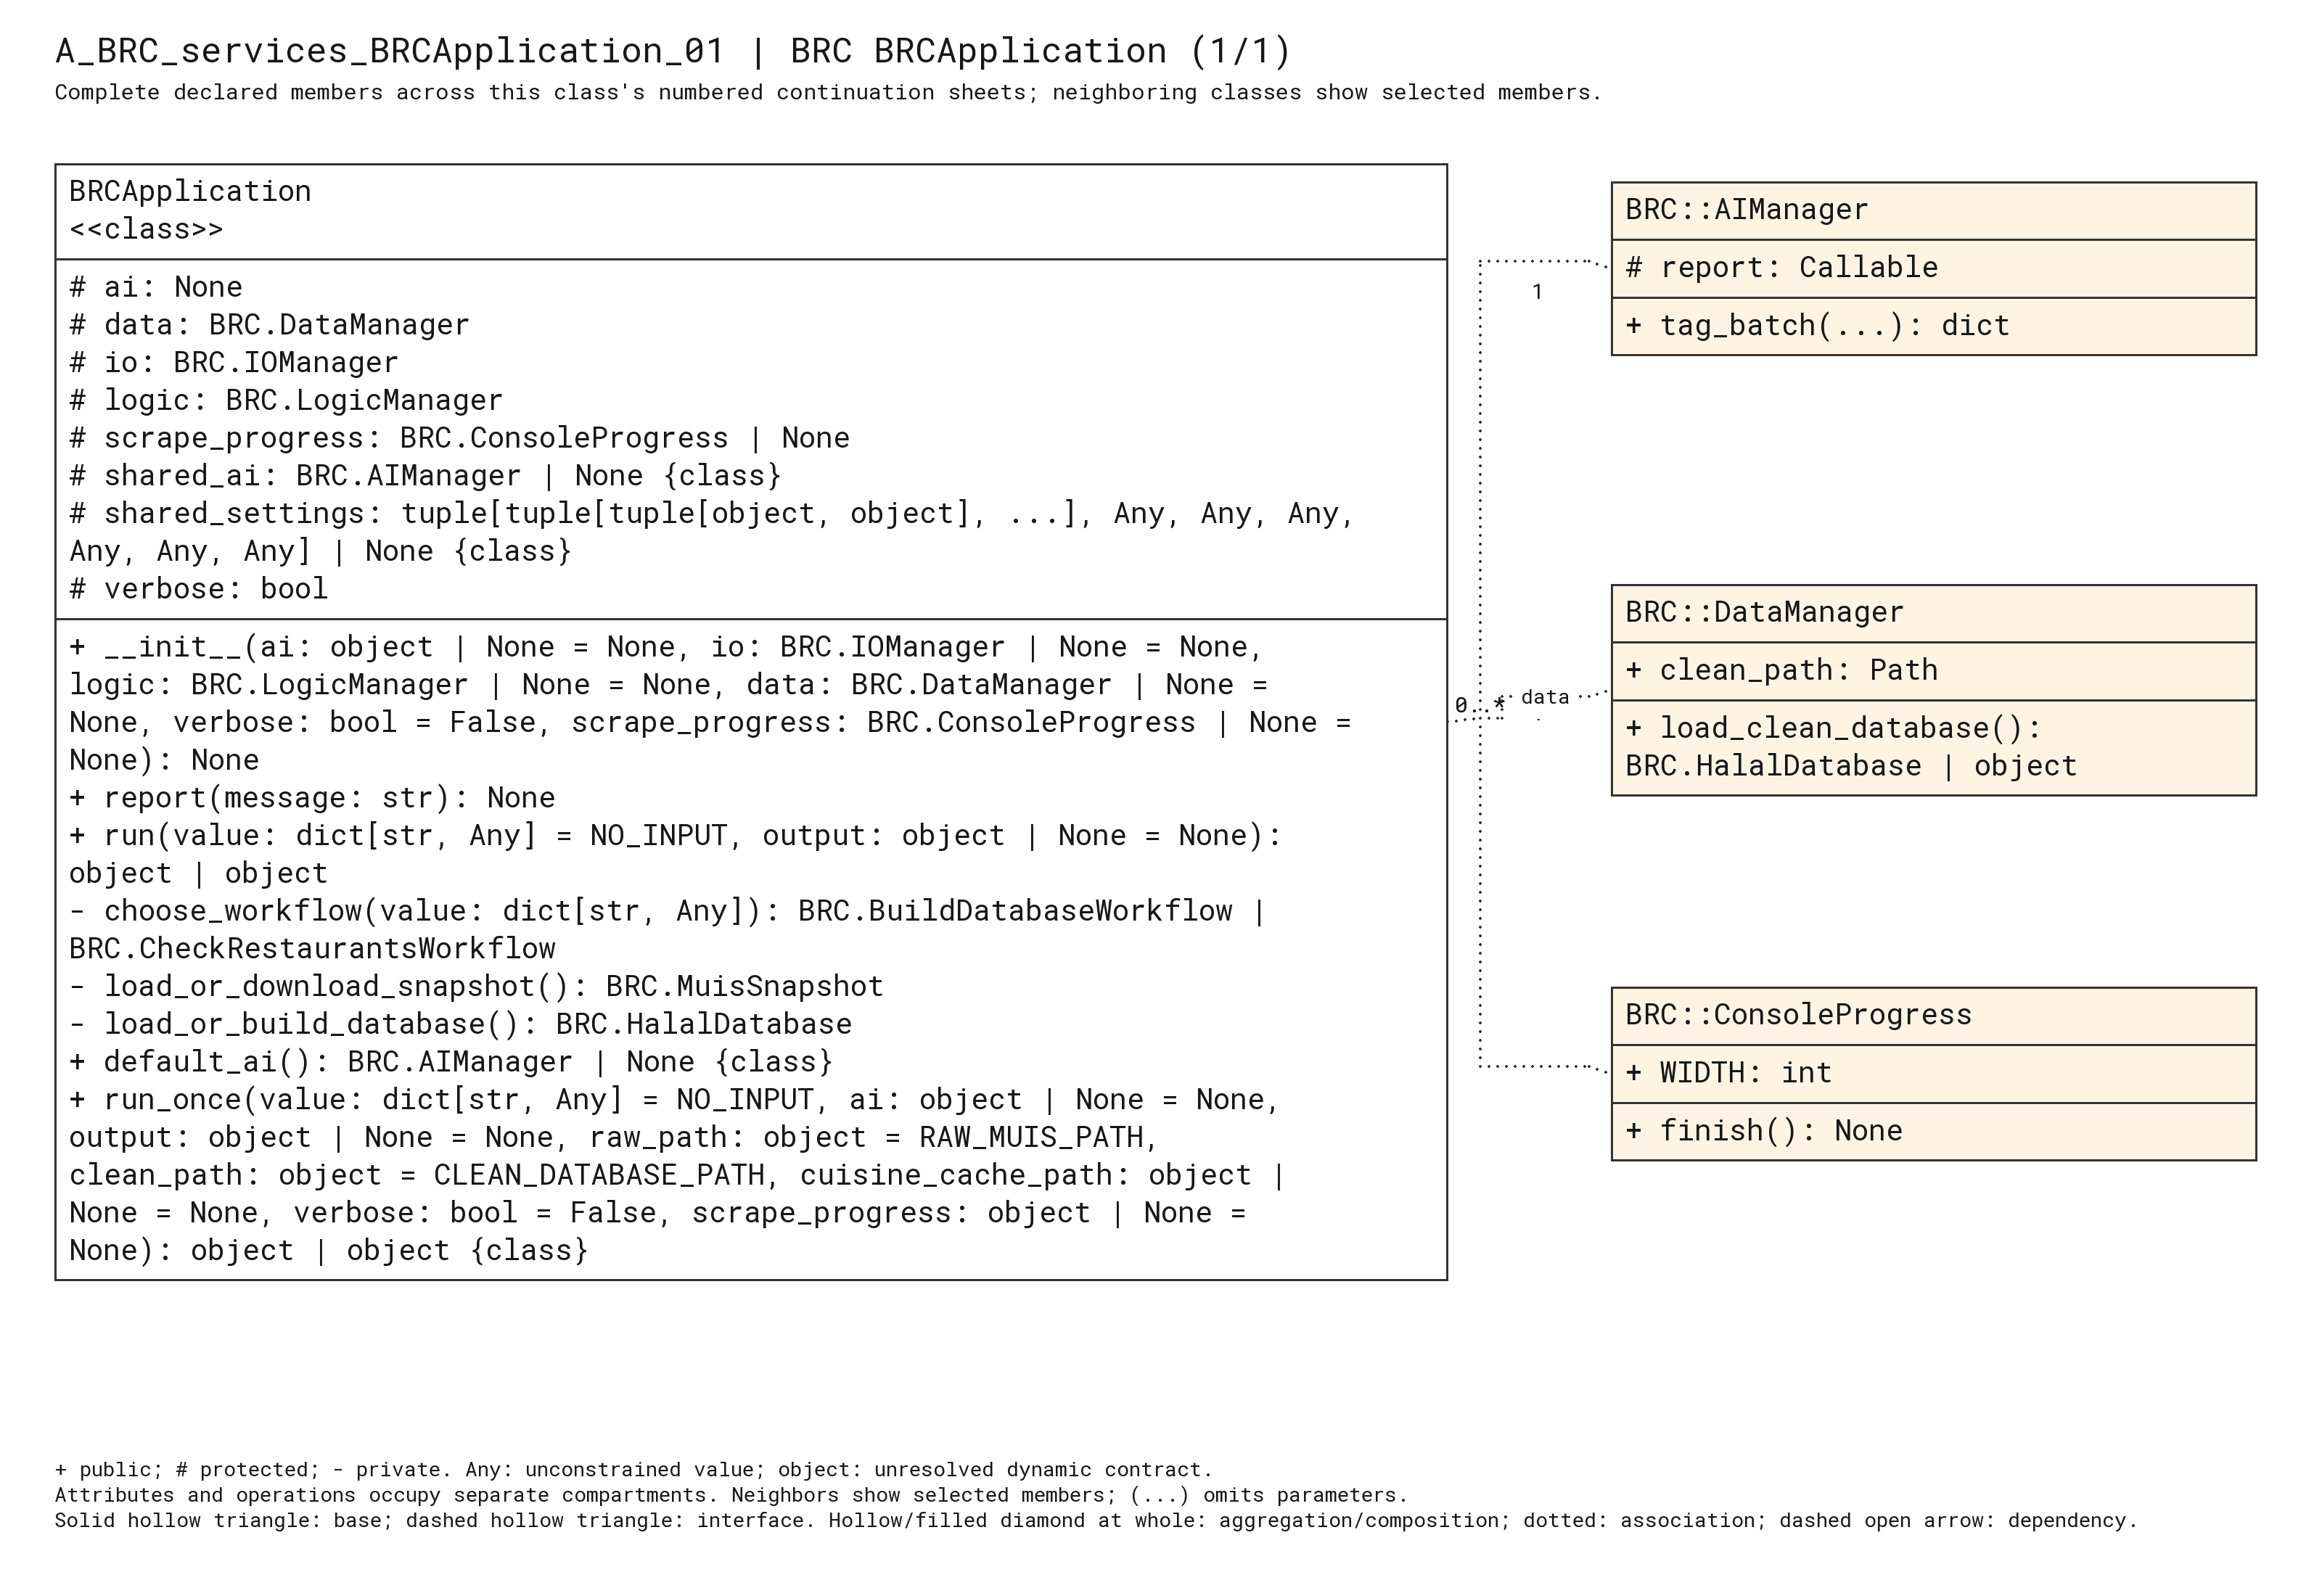 A_BRC_services_BRCApplication_01 | BRC BRCApplication (1/1)
Complete declared members across this class's numbered continuation sheets; neighboring classes show selected members.
BRCApplication
<<class>>
# ai: None
# data: BRC.DataManager
# io: BRC.IOManager
# logic: BRC.LogicManager
# scrape_progress: BRC.ConsoleProgress | None
# shared_ai: BRC.AIManager | None {class}
# shared_settings: tuple[tuple[tuple[object, object], ...], Any, Any, Any,
Any, Any, Any] | None {class}
# verbose: bool
+ __init__(ai: object | None = None, io: BRC.IOManager | None = None,
logic: BRC.LogicManager | None = None, data: BRC.DataManager | None =
None, verbose: bool = False, scrape_progress: BRC.ConsoleProgress | None =
None): None
+ report(message: str): None
+ run(value: dict[str, Any] = NO_INPUT, output: object | None = None):
object | object
- choose_workflow(value: dict[str, Any]): BRC.BuildDatabaseWorkflow |
BRC.CheckRestaurantsWorkflow
- load_or_download_snapshot(): BRC.MuisSnapshot
- load_or_build_database(): BRC.HalalDatabase
+ default_ai(): BRC.AIManager | None {class}
+ run_once(value: dict[str, Any] = NO_INPUT, ai: object | None = None,
output: object | None = None, raw_path: object = RAW_MUIS_PATH,
clean_path: object = CLEAN_DATABASE_PATH, cuisine_cache_path: object |
None = None, verbose: bool = False, scrape_progress: object | None =
None): object | object {class}
0..*
1
data
BRC::AIManager
# report: Callable
+ tag_batch(...): dict
BRC::DataManager
+ clean_path: Path
+ load_clean_database():
BRC.HalalDatabase | object
BRC::ConsoleProgress
+ WIDTH: int
+ finish(): None
+ public; # protected; - private. Any: unconstrained value; object: unresolved dynamic contract.
Attributes and operations occupy separate compartments. Neighbors show selected members; (...) omits parameters.
Solid hollow triangle: base; dashed hollow triangle: interface. Hollow/filled diamond at whole: aggregation/composition; dotted: association; dashed open arrow: dependency.